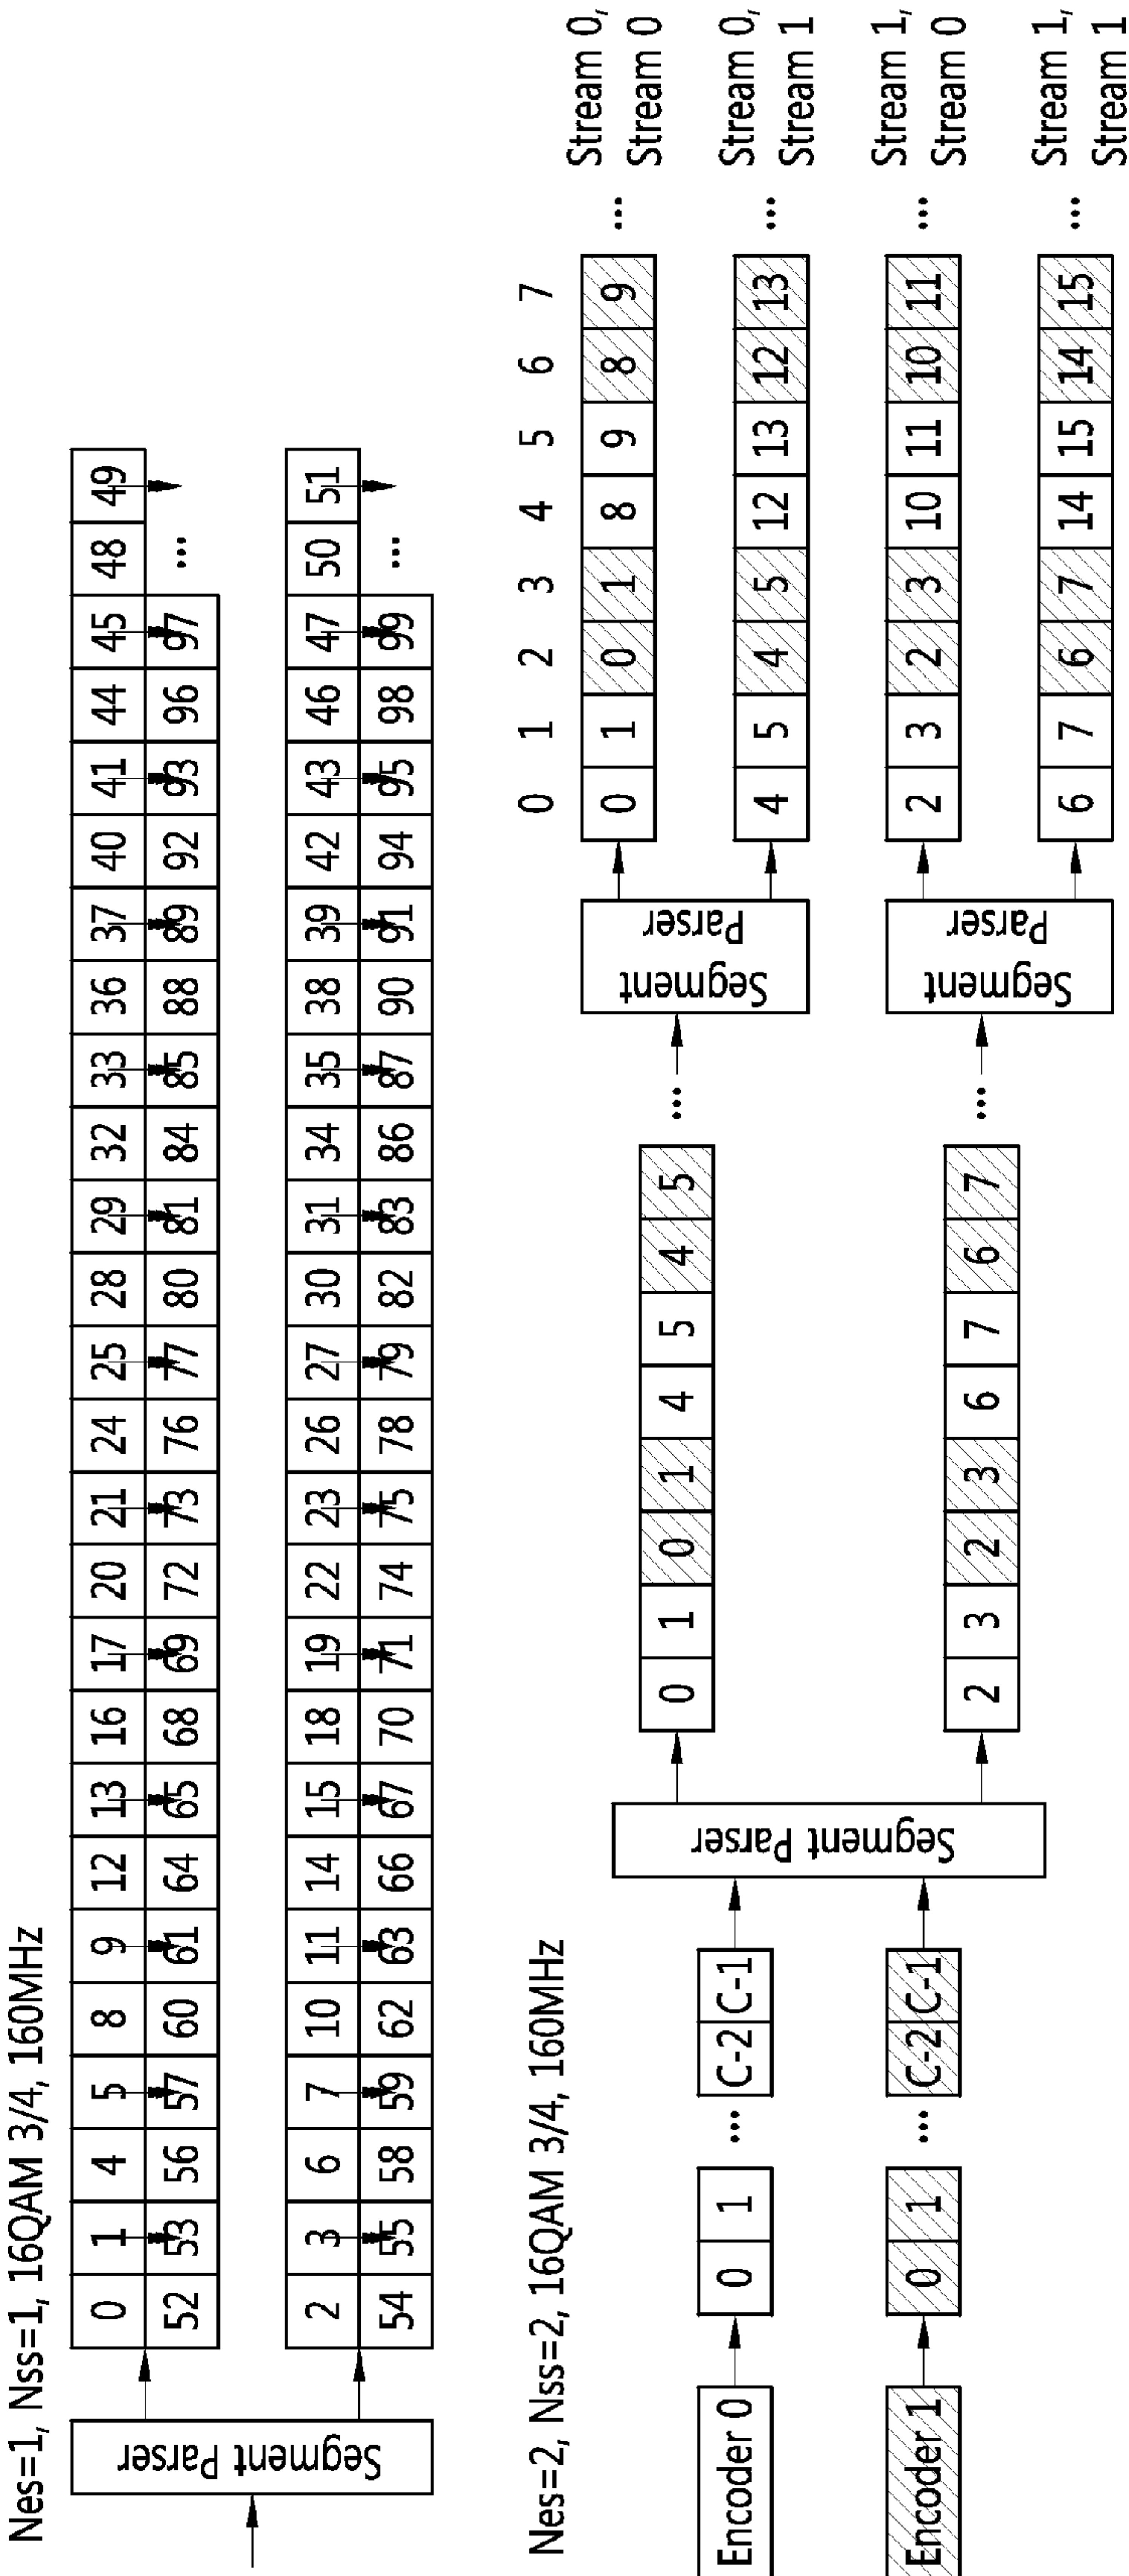 Nes=1, Nss=1, 16QAM 3/4, 160MHz
Segment Parser
0 1 4 5 8 9 12 13 16 17 20 21 24 25 28 29 32 33 36 37 40 41 44 45 48 49
52 53 56 57 60 61 64 65 68 69 72 73 76 77 80 81 84 85 88 89 92 93 96 97 ...
2 3 6 7 10 11 14 15 18 19 22 23 26 27 30 31 34 35 38 39 42 43 46 47 50 51
54 55 58 59 62 63 66 67 70 71 74 75 78 79 82 83 86 87 90 91 94 95 98 99 ...
Nes=2, Nss=2, 16QAM 3/4, 160MHz
Encoder 0
0 1 ... C-2 C-1
Encoder 1
0 1 ... C-2 C-1
Segment Parser
0 1 0 1 4 5 4 5 ...
2 3 2 3 6 7 6 7 ...
Segment
Parser
Segment
Parser
0 1 2 3 4 5 6 7
0 1 0 1 8 9 8 9 ...
Stream 0,
Stream 0
4 5 4 5 12 13 12 13 ...
Stream 0,
Stream 1
2 3 2 3 10 11 10 11 ...
Stream 1,
Stream 0
6 7 6 7 14 15 14 15 ...
Stream 1,
Stream 1